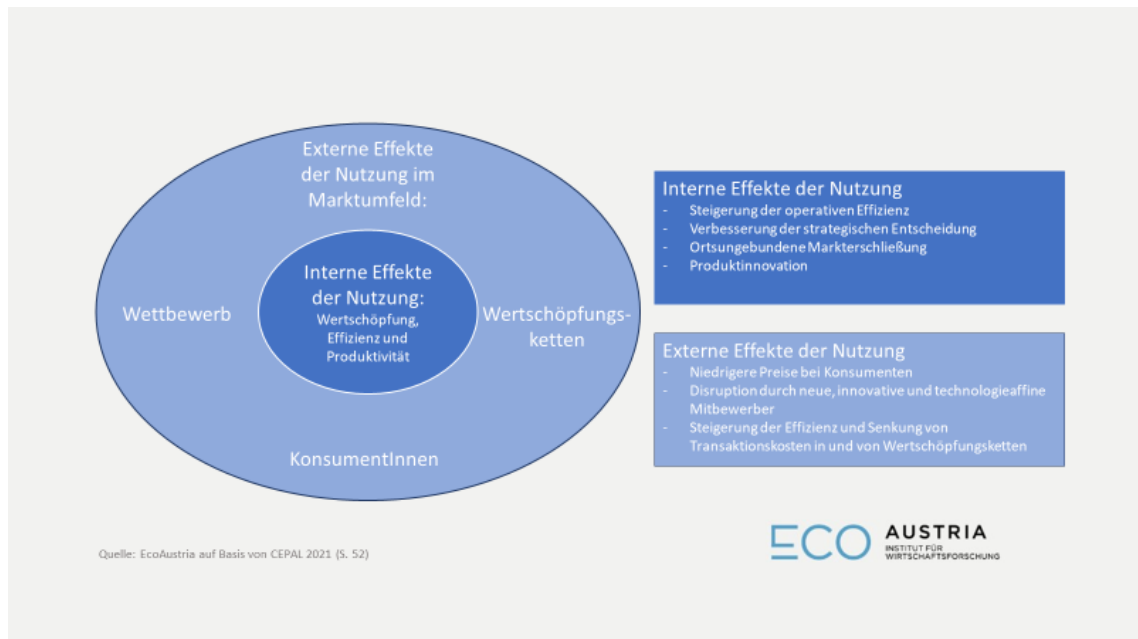 Externe Effekte
der Nutzung im
Marktumfeld:
Interne Effekte
der Nutzung:
Wertschöpfung,
Effizienz und
Produktivität
Wettbewerb
Wertschöpfungs-
ketten
KonsumentInnen
Interne Effekte der Nutzung
- Steigerung der operativen Effizienz
- Verbesserung der strategischen Entscheidung
- Ortsungebundene Markterschließung
- Produktinnovation
Externe Effekte der Nutzung
- Niedrigere Preise bei Konsumenten
- Disruption durch neue, innovative und technologieaffine
Mitbewerber
- Steigerung der Effizienz und Senkung von
Transaktionskosten in und von Wertschöpfungsketten
Quelle: EcoAustria auf Basis von CEPAL 2021 (S. 52)
ECO AUSTRIA
INSTITUT FÜR
WIRTSCHAFTSFORSCHUNG